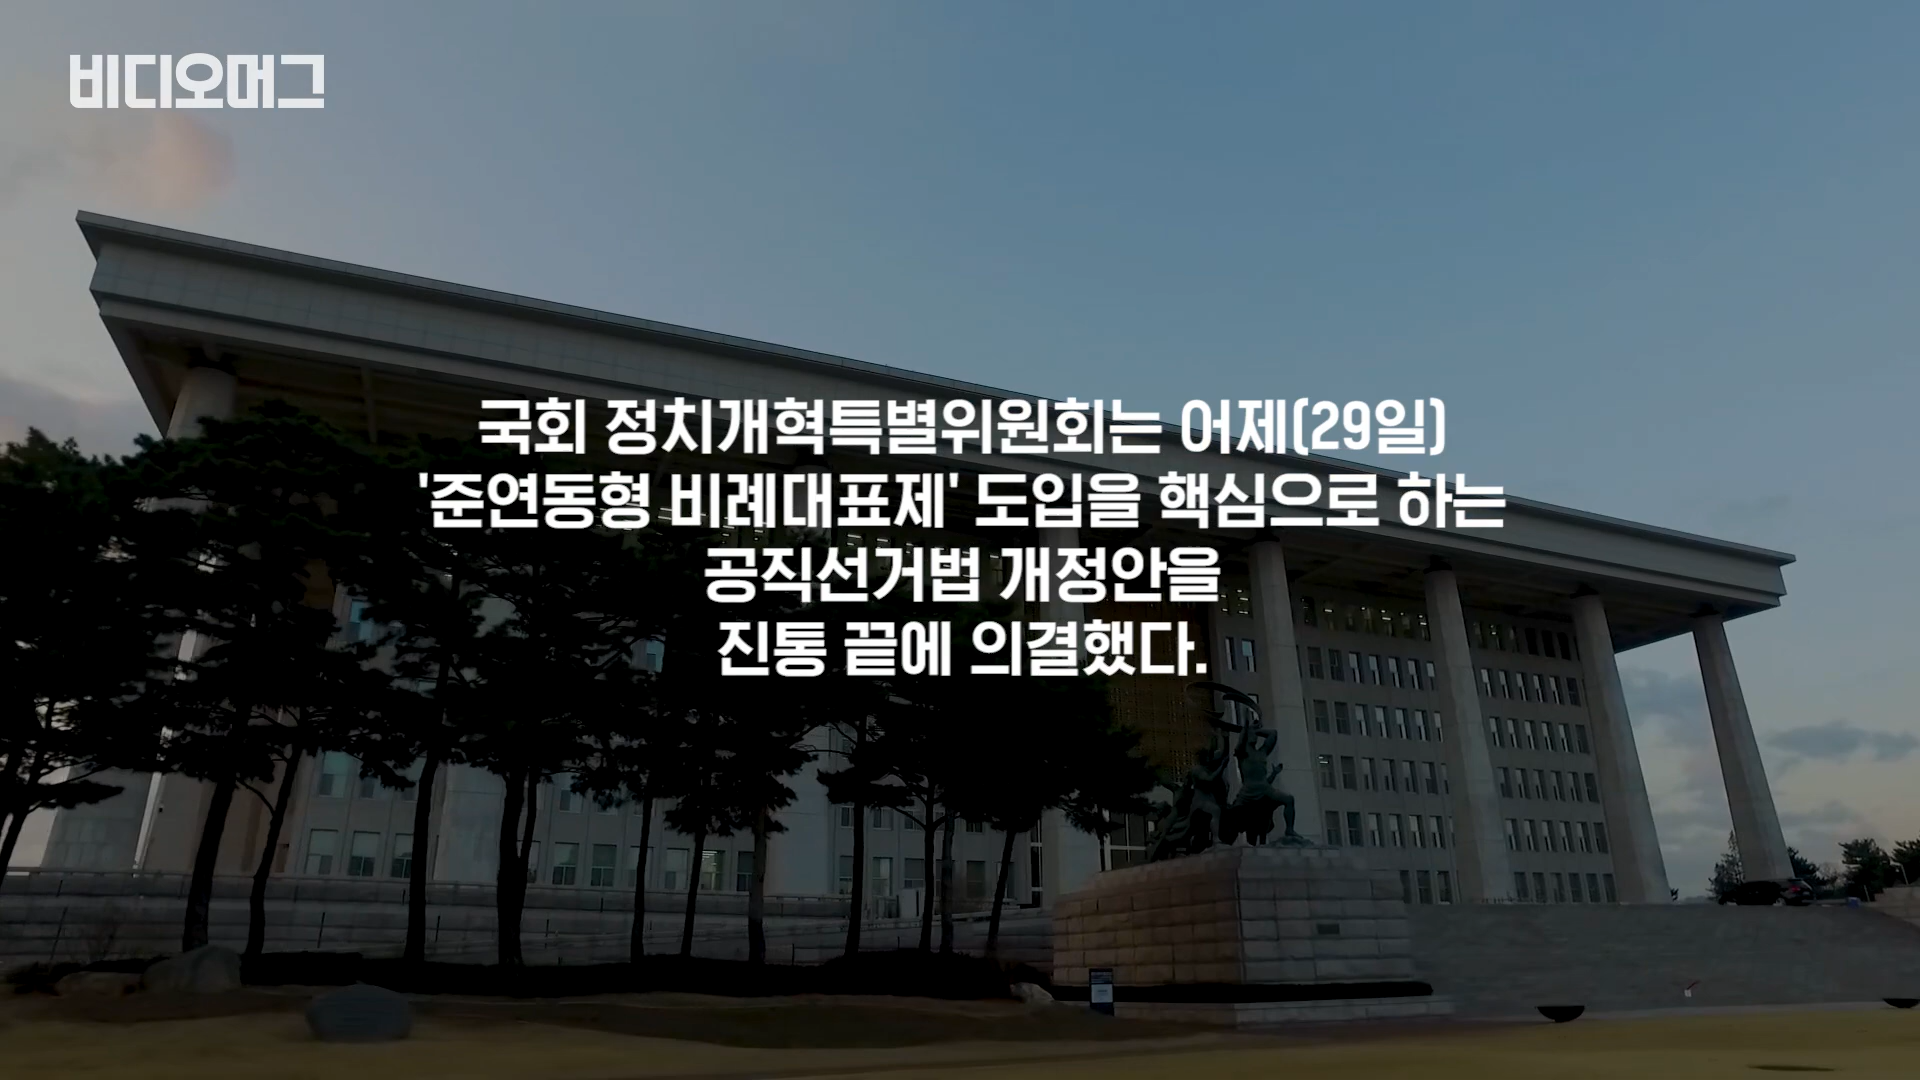 비디오머그
국회 정치개혁특별위원회는 어제(29일)
'준연동형 비례대표제' 도입을 핵심으로 하는
공직선거법 개정안을
진통 끝에 의결했다.